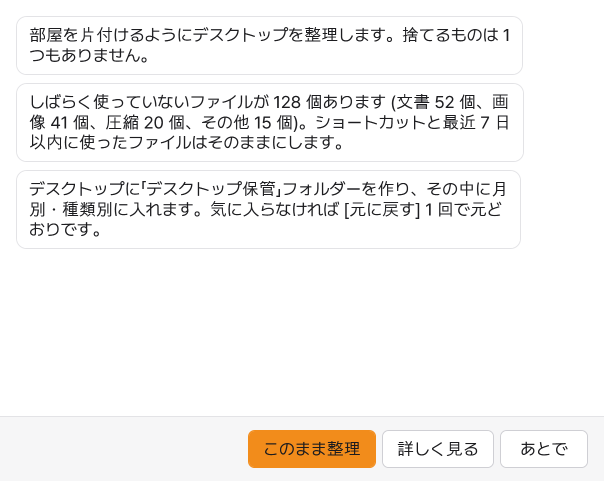 部屋を片付けるようにデスクトップを整理します。捨てるものは 1
つもありません。
しばらく使っていないファイルが 128 個あります (文書 52 個、画
像 41 個、圧縮 20 個、その他 15 個)。ショートカットと最近 7 日
以内に使ったファイルはそのままにします。
デスクトップに「デスクトップ保管」フォルダーを作り、その中に月
別・種類別に入れます。気に入らなければ [元に戻す] 1 回で元ど
おりです。
このまま整理 詳しく見る あとで